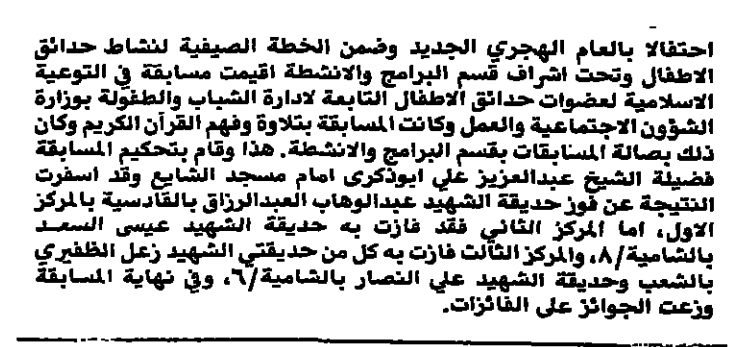 احتفالا بالعام الهجري الجديد وضمن الخطة الصيفية لنشاط حدائق
الاطفال وتحت اشراف قسم البرامج والانشطة اقيمت مسابقة في التوعية
الاسلامية لعضوات حدائق الاطفال التابعة لادارة الشباب والطفولة بوزارة
الشؤون الاجتماعية والعمل وكانت المسابقة بتلاوة وفهم القرآن الكريم وكان
ذلك بصالة المسابقات بقسم البرامج والانشطة. هذا وقام بتحكيم المسابقة
فضيلة الشيخ عبدالعزيز علي ابوذكرى امام مسجد الشايع وقد اسفرت
النتيجة عن فوز حديقة الشهيد عبدالوهاب العبدالرزاق بالقادسية بالمركز
الاول، اما المركز الثاني فقد فازت به حديقة الشهيد عيسى السعد
بالشامية/٨، والمركز الثالث فازت به كل من حديقتي الشهيد زعل الظفيري
بالشعب وحديقة الشهيد علي النصار بالشامية/٦، وفي نهاية المسابقة
وزعت الجوائز على الفائزات.